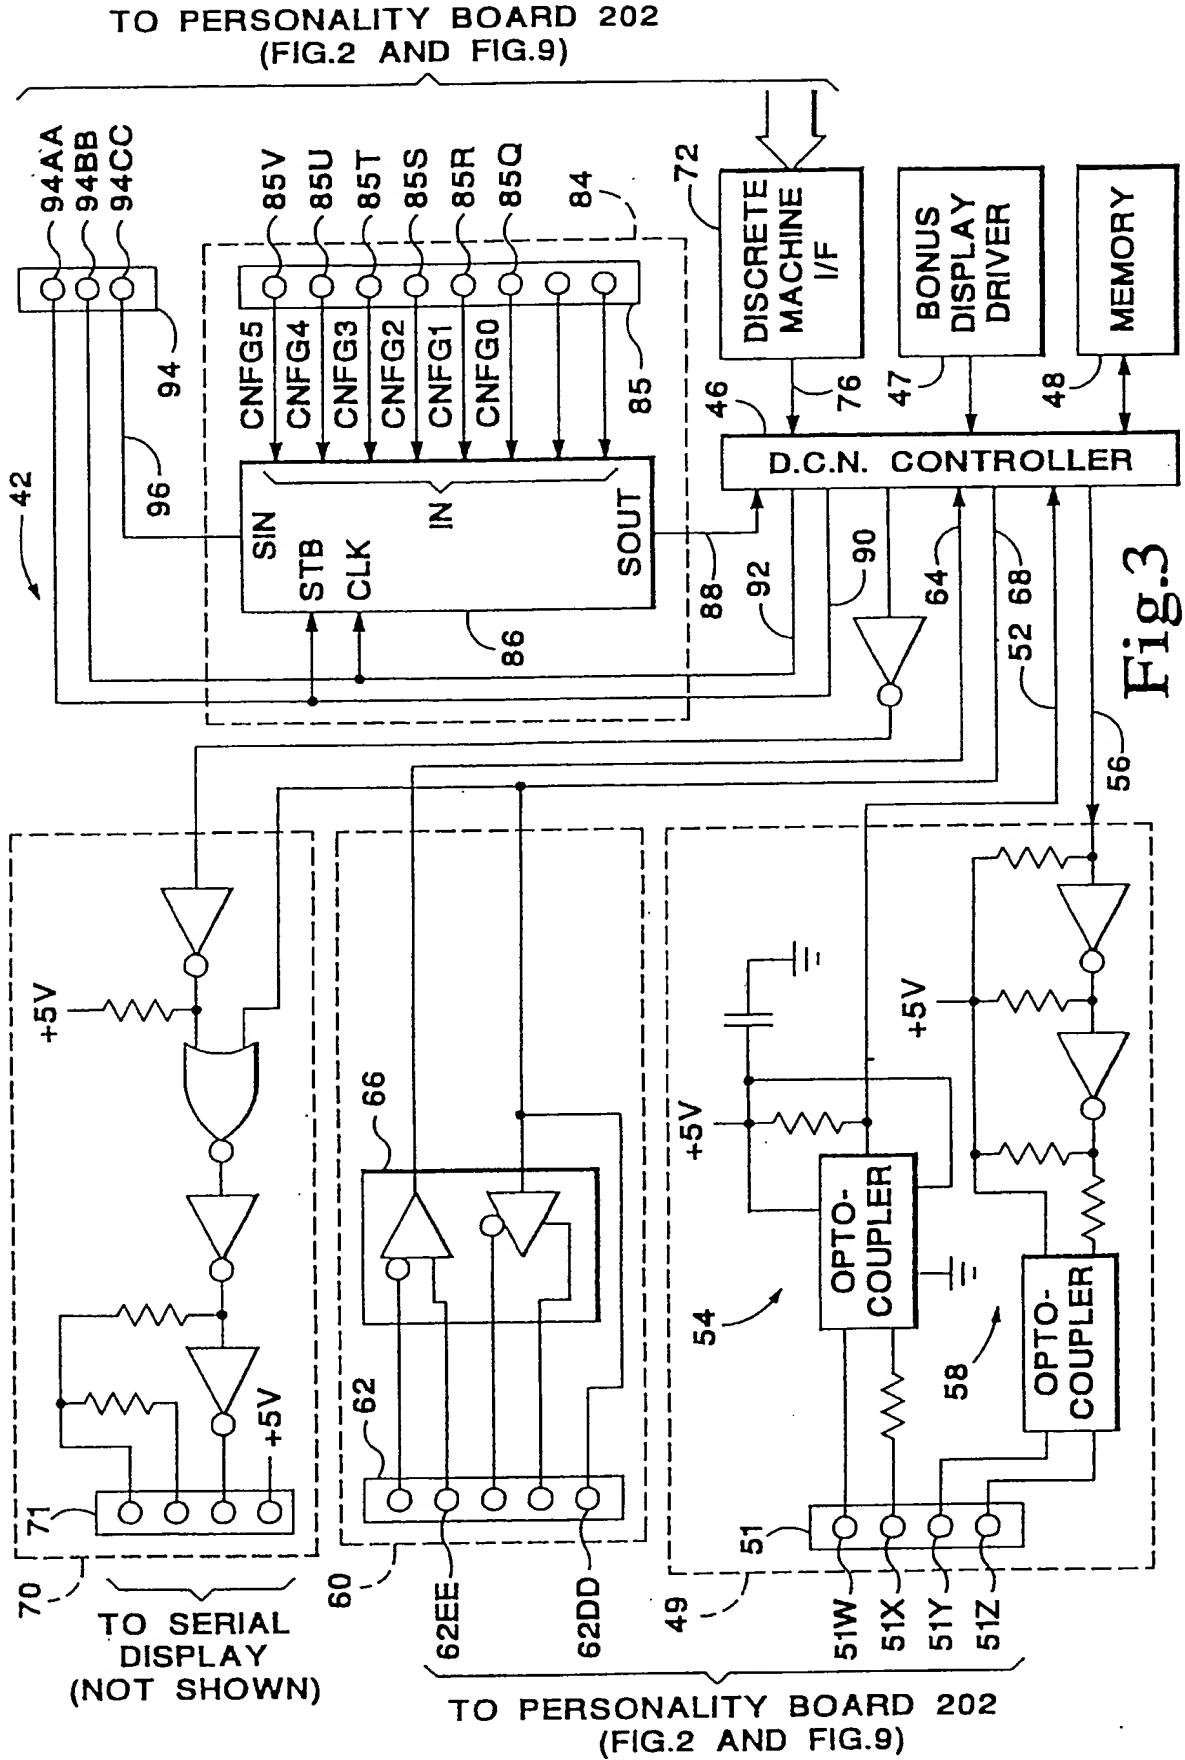 TO PERSONALITY BOARD 202
(FIG.2 AND FIG.9)
94AA
94BB
94CC
94
96
42
85V
85U
85T
85S
85R
85Q
84
CNFG5
CNFG4
CNFG3
CNFG2
CNFG1
CNFG0
85
SIN
STB
CLK
IN
SOUT
86
88
72
DISCRETE
MACHINE
I/F
76
BONUS
DISPLAY
DRIVER
47
MEMORY
48
46
D.C.N. CONTROLLER
92
90
64
68
52
56
Fig.3
+5V
+5V
71
70
TO SERIAL
DISPLAY
(NOT SHOWN)
66
62
60
62EE
62DD
+5V
+5V
OPTO-
COUPLER
54
OPTO-
COUPLER
58
51
49
51W
51X
51Y
51Z
TO PERSONALITY BOARD 202
(FIG.2 AND FIG.9)